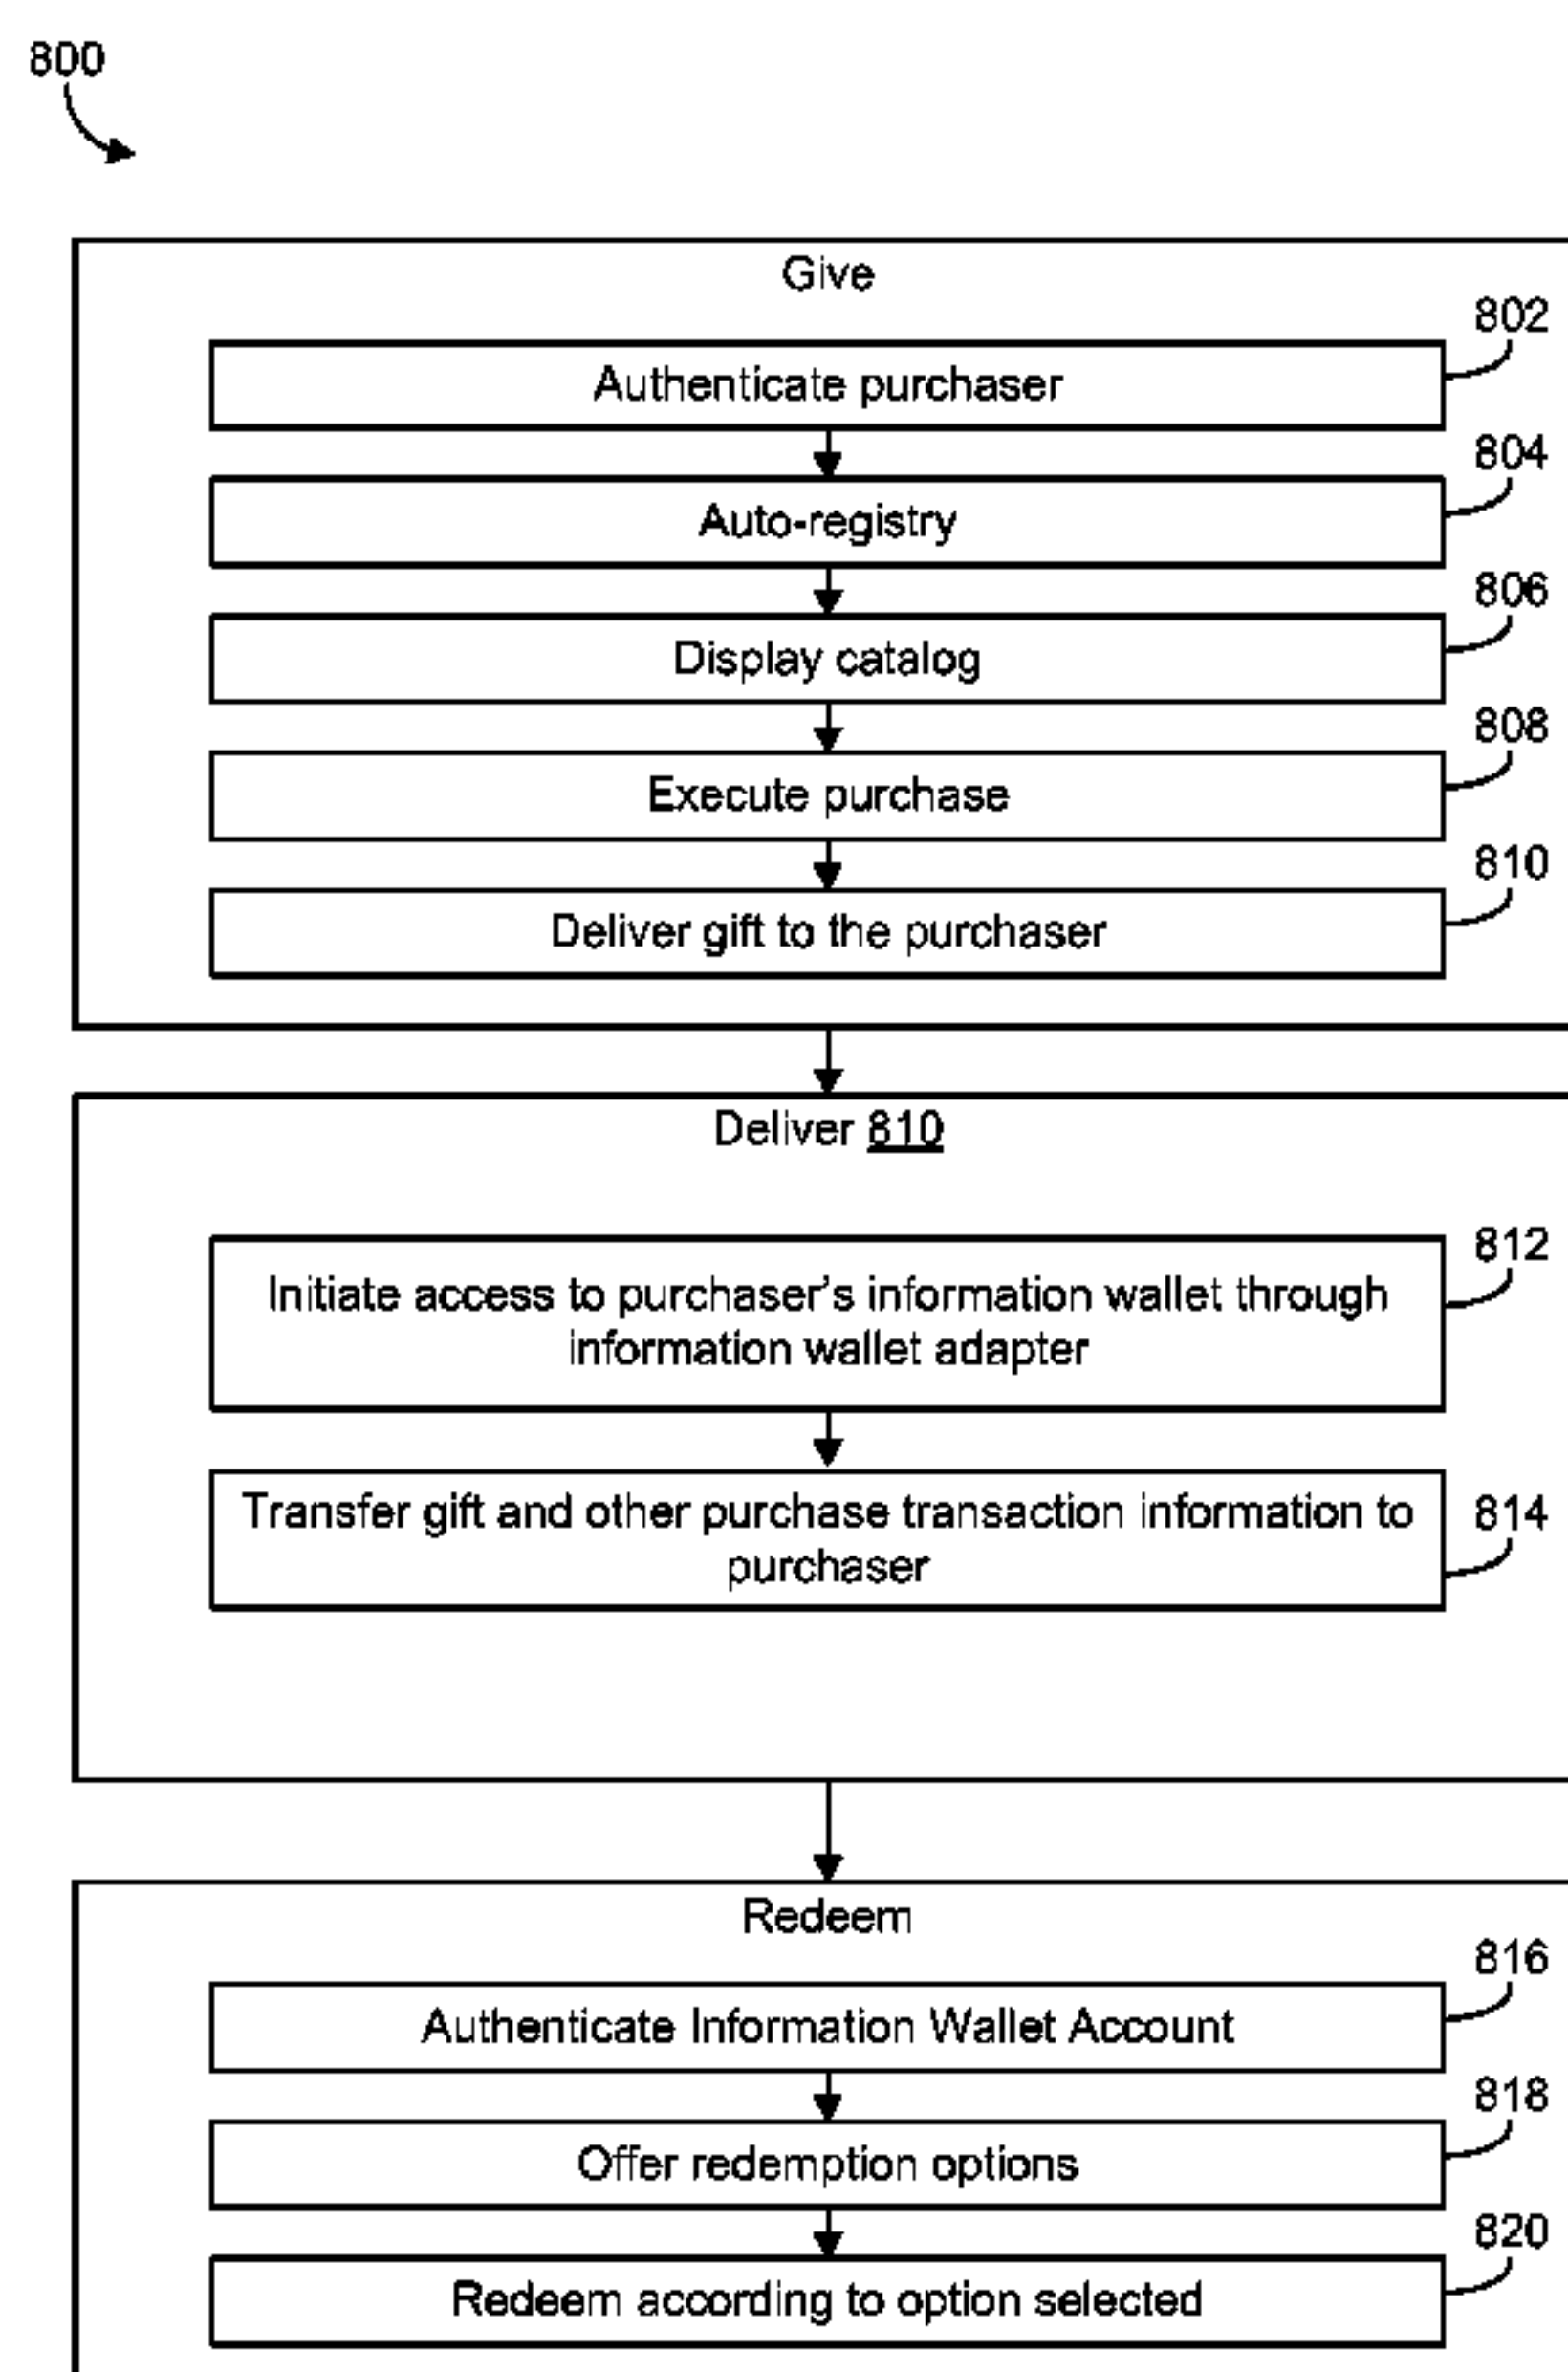 800
Give
802
Authenticate purchaser
804
Auto-registry
806
Display catalog
808
Execute purchase
810
Deliver gift to the purchaser
Deliver 810
812
Initiate access to purchaser's information wallet through
information wallet adapter
814
Transfer gift and other purchase transaction information to
purchaser
Redeem
816
Authenticate Information Wallet Account
818
Offer redemption options
820
Redeem according to option selected